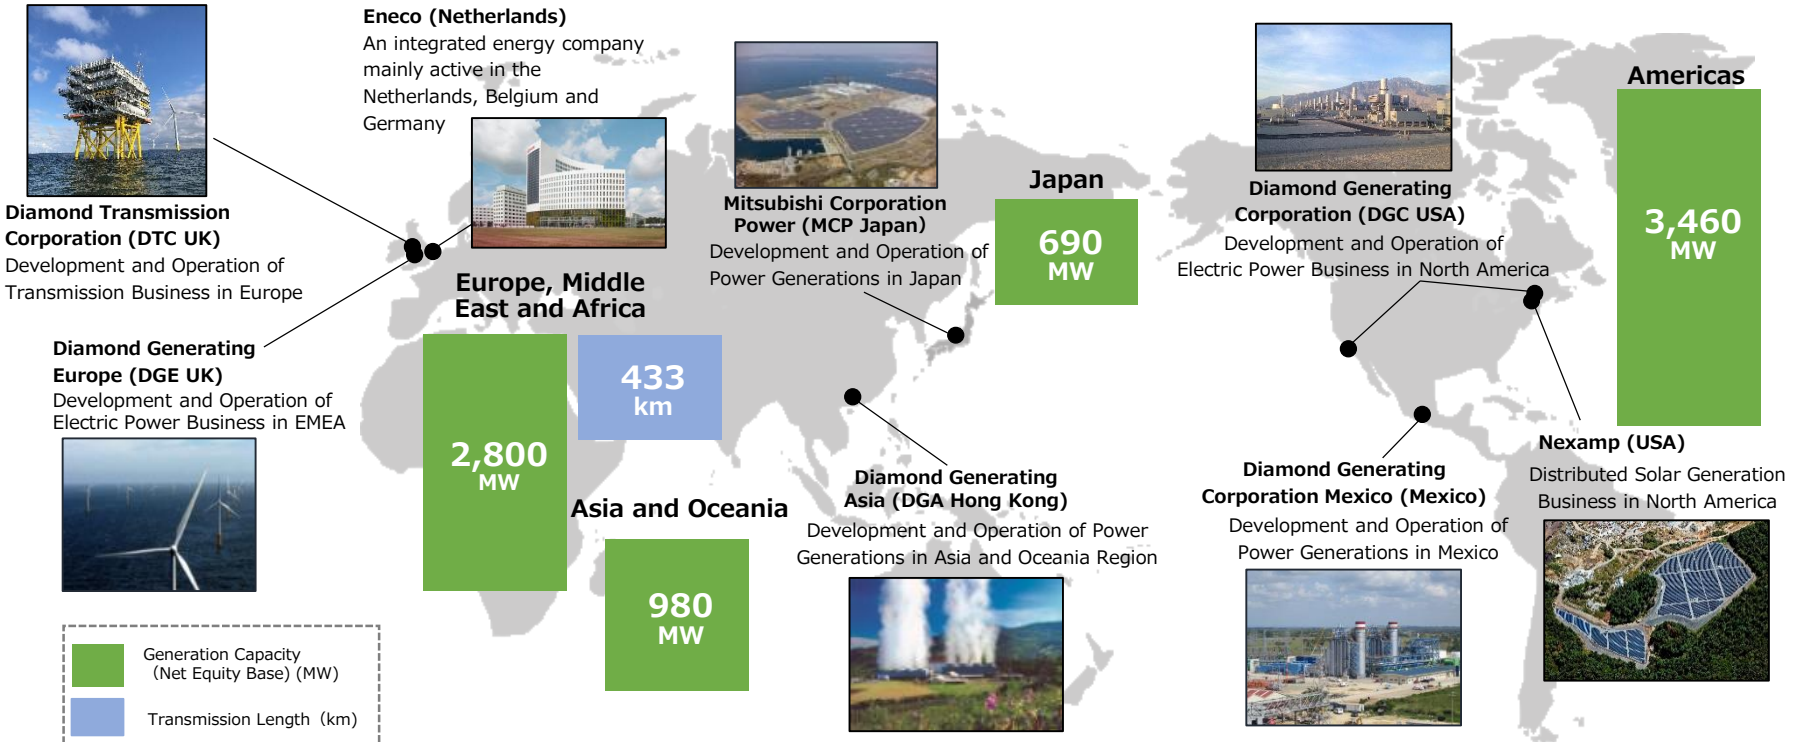 Eneco (Netherlands)
An integrated energy company
mainly active in the
Netherlands, Belgium and
Germany
Diamond Transmission
Corporation (DTC UK)
Development and Operation of
Transmission Business in Europe
Diamond Generating
Europe (DGE UK)
Development and Operation of
Electric Power Business in EMEA
Europe, Middle
East and Africa
2,800
MW
433
km
Asia and Oceania
980
MW
Mitsubishi Corporation
Power (MCP Japan)
Development and Operation of
Power Generations in Japan
Japan
690
MW
Diamond Generating
Asia (DGA Hong Kong)
Development and Operation of Power
Generations in Asia and Oceania Region
Diamond Generating
Corporation (DGC USA)
Development and Operation of
Electric Power Business in North America
Americas
3,460
MW
Diamond Generating
Corporation Mexico (Mexico)
Development and Operation of
Power Generations in Mexico
Nexamp (USA)
Distributed Solar Generation
Business in North America
Generation Capacity
(Net Equity Base) (MW)
Transmission Length (km)